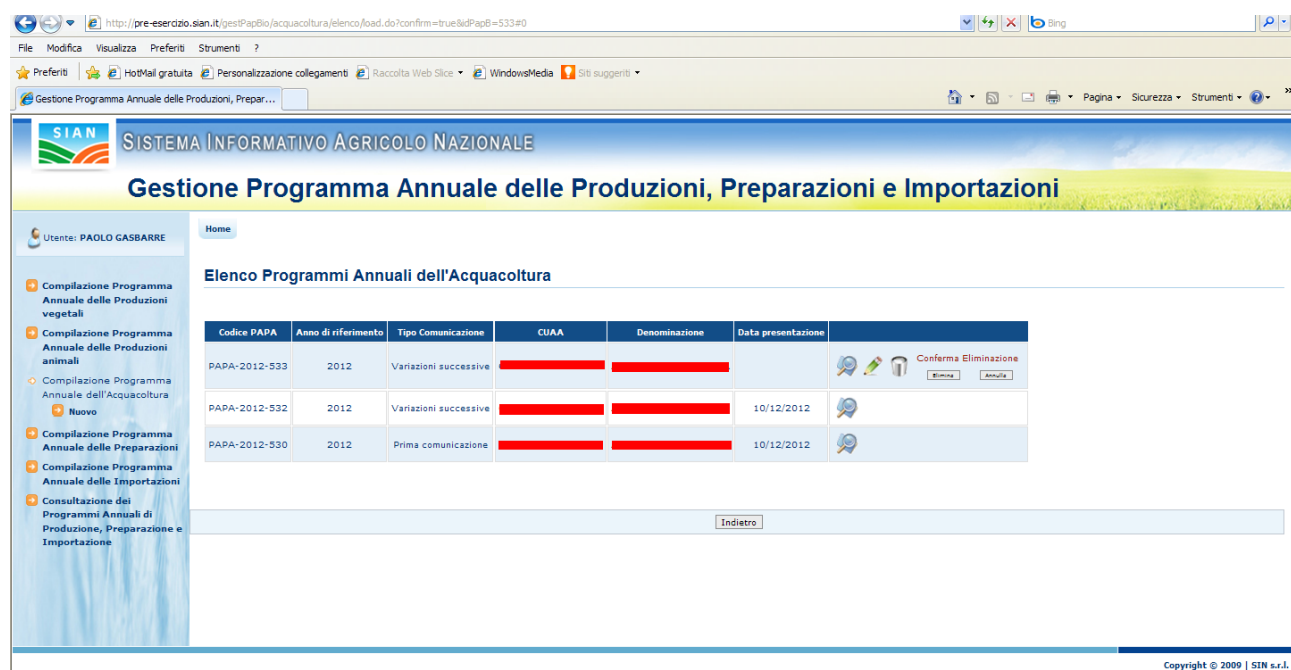 http://pre-esercizio.sian.it/gestPapBio/acquacoltura/elenco/load.do?confirm=true&idPapB=533#0
Bing
File Modifica Visualizza Preferiti Strumenti ?
Preferiti HotMail gratuita Personalizzazione collegamenti Raccolta Web Slice WindowsMedia Siti suggeriti
Gestione Programma Annuale delle Produzioni, Prepar...
Pagina Sicurezza Strumenti »
SIAN SISTEMA INFORMATIVO AGRICOLO NAZIONALE
Gestione Programma Annuale delle Produzioni, Preparazioni e Importazioni
Utente: PAOLO GASBARRE
Compilazione Programma
Annuale delle Produzioni
vegetali
Compilazione Programma
Annuale delle Produzioni
animali
Compilazione Programma
Annuale dell'Acquacoltura
Nuovo
Compilazione Programma
Annuale delle Preparazioni
Compilazione Programma
Annuale delle Importazioni
Consultazione dei
Programmi Annuali di
Produzione, Preparazione e
Importazione
Home
Elenco Programmi Annuali dell'Acquacoltura
Codice PAPA Anno di riferimento Tipo Comunicazione CUAA Denominazione Data presentazione
PAPA-2012-533 2012 Variazioni successive Conferma Eliminazione
Elimina Annulla
PAPA-2012-532 2012 Variazioni successive 10/12/2012
PAPA-2012-530 2012 Prima comunicazione 10/12/2012
Indietro
Copyright © 2009 | SIN s.r.l.